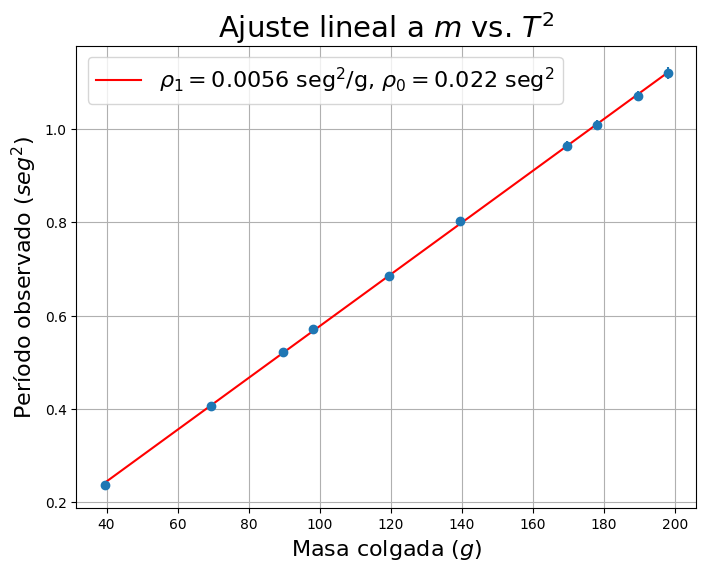 Ajuste lineal a m vs. T²
ρ₁ = 0.0056 seg²/g, ρ₀ = 0.022 seg²
Período observado (seg²)
1.0
0.8
0.6
0.4
0.2
40 60 80 100 120 140 160 180 200
Masa colgada (g)